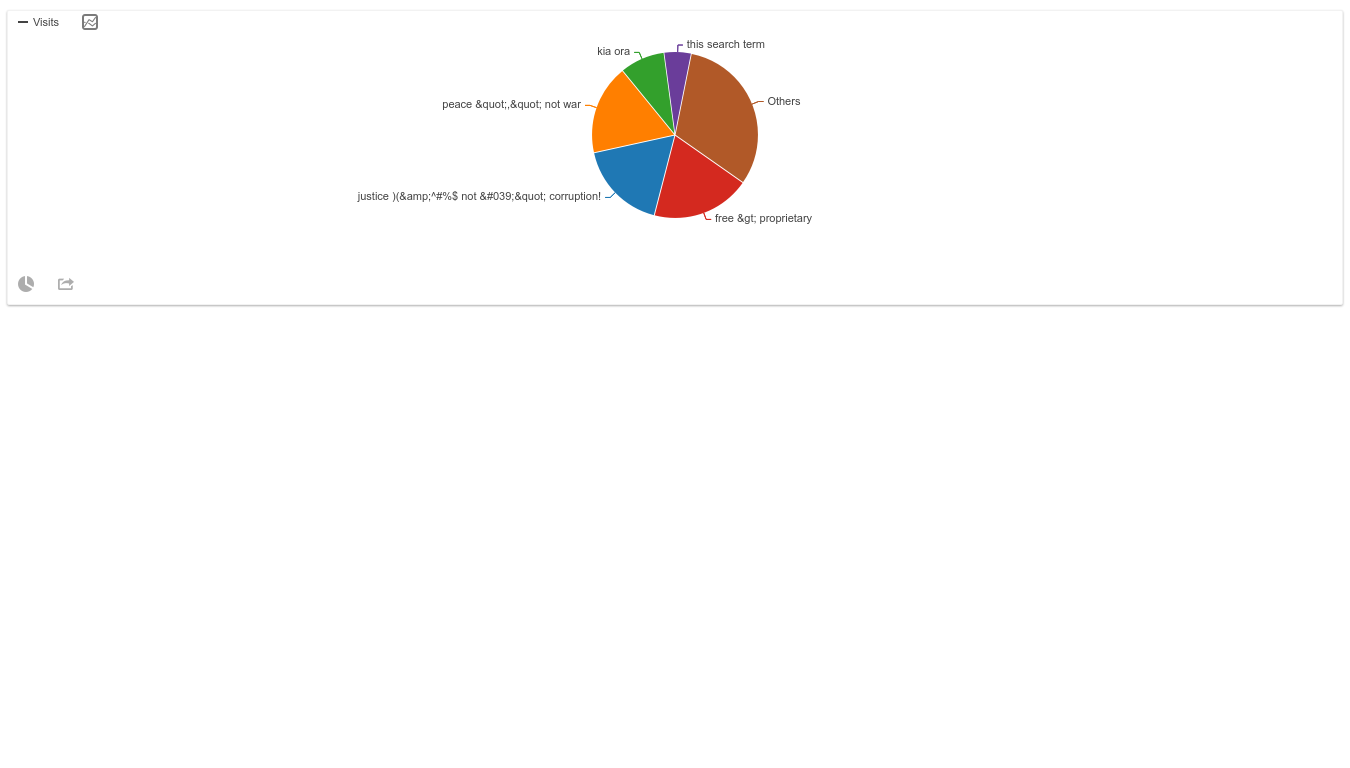 Visits
this search term
kia ora
Others
peace &quot;,&quot; not war
justice )(&amp;^#%$ not &#039;&quot; corruption!
free &gt; proprietary